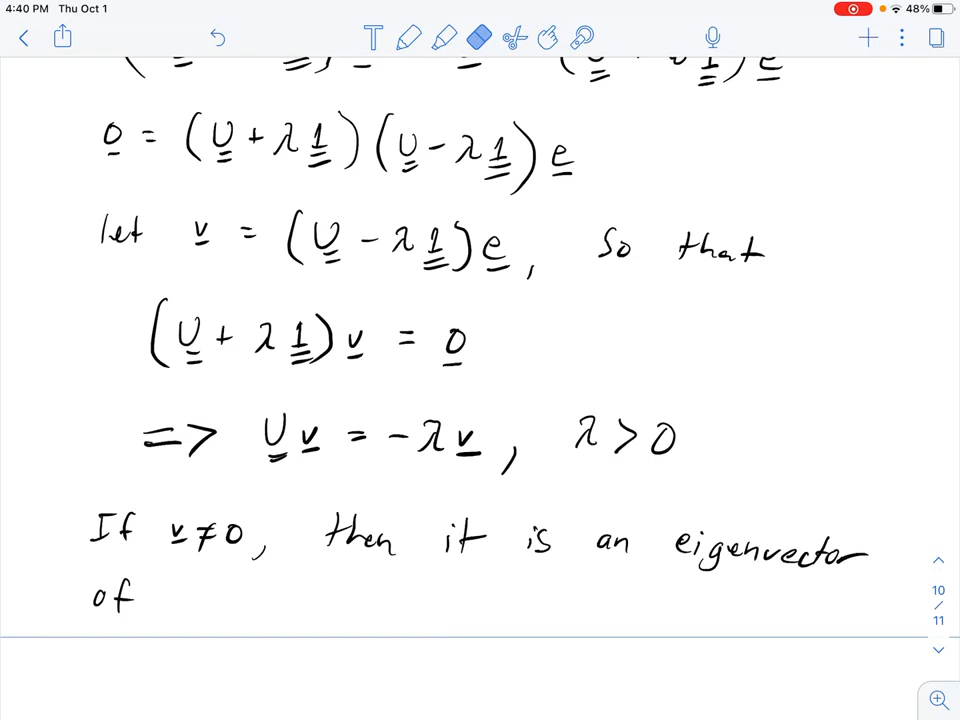 4:40 PM Thu Oct 1 48%
0 = (U + λ 1)(U - λ 1) e
let v = (U - λ 1) e, so that
(U + λ 1) v = 0
=> U v = - λ v, λ > 0
If v ≠ 0, then it is an eigenvector
of
10
/
11